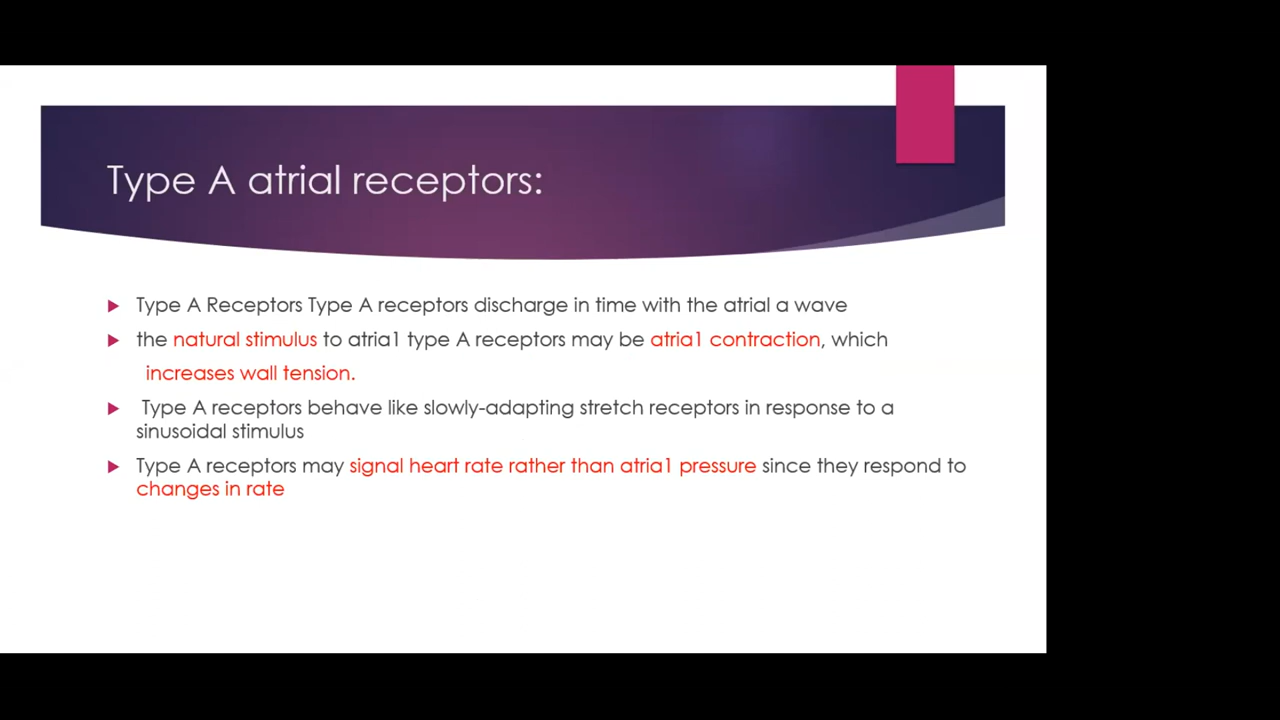 Type A atrial receptors:
Type A Receptors Type A receptors discharge in time with the atrial a wave
the natural stimulus to atria1 type A receptors may be atria1 contraction, which
increases wall tension.
Type A receptors behave like slowly-adapting stretch receptors in response to a
sinusoidal stimulus
Type A receptors may signal heart rate rather than atria1 pressure since they respond to
changes in rate